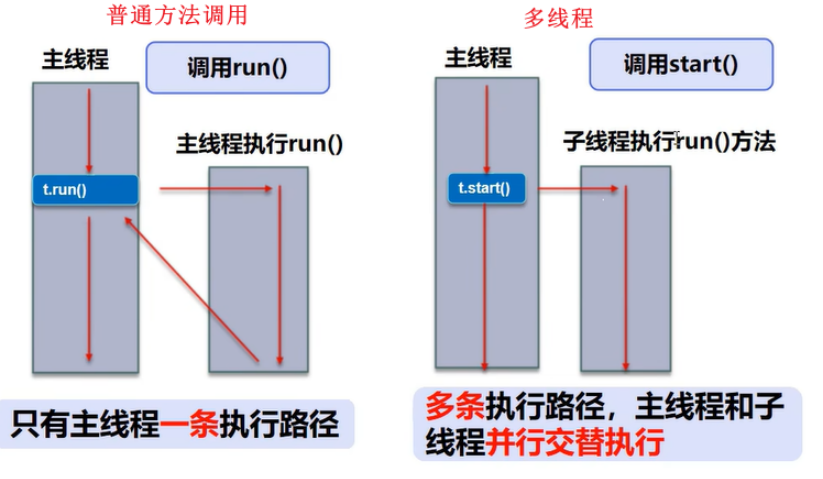 普通方法调用
多线程
主线程
调用run()
主线程执行run()
t.run()
只有主线程一条执行路径
主线程
调用start()
子线程执行run()方法
t.start()
多条执行路径，主线程和子
线程并行交替执行